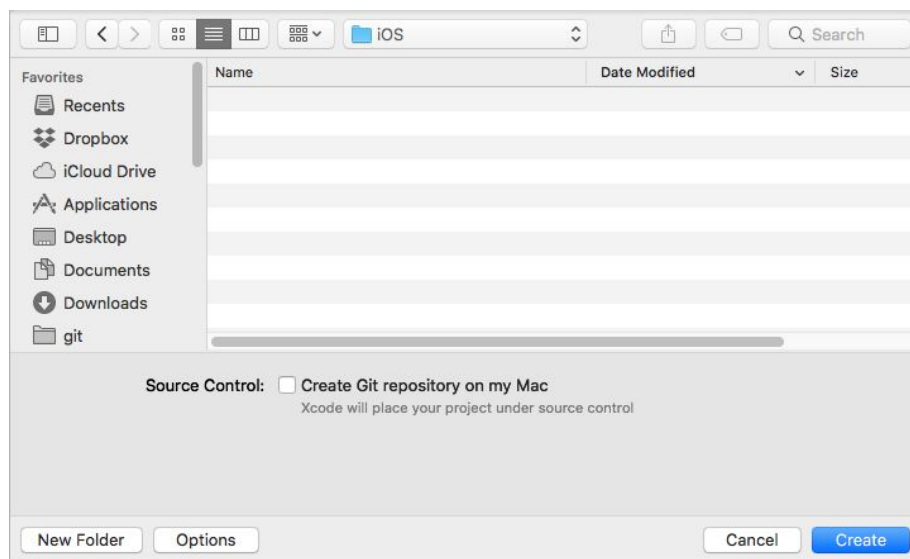 iOS
Search
Favorites
Name
Date Modified
Size
Recents
Dropbox
iCloud Drive
Applications
Desktop
Documents
Downloads
git
Source Control:
Create Git repository on my Mac
Xcode will place your project under source control
New Folder
Options
Cancel
Create